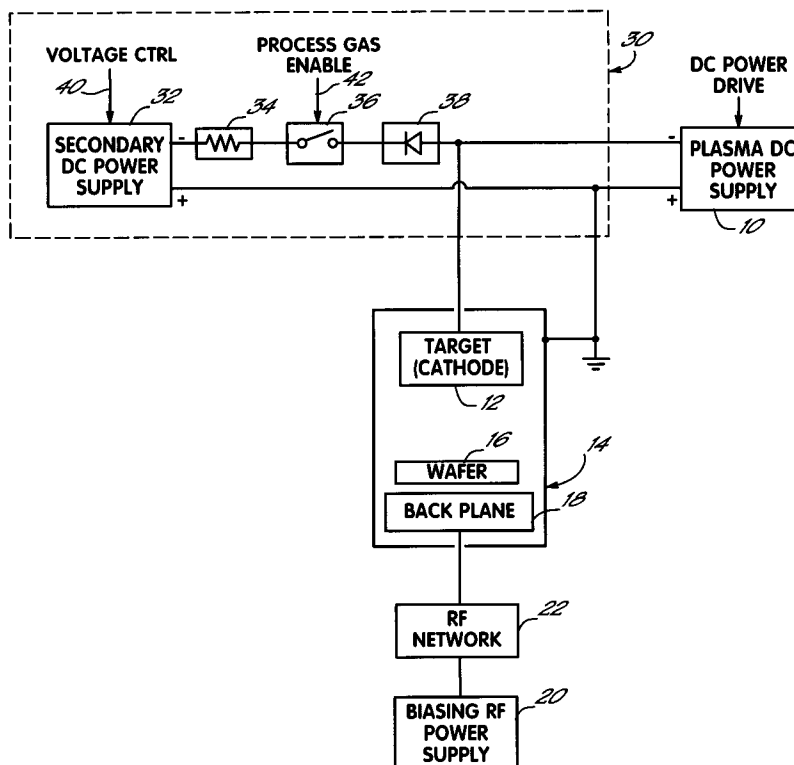 VOLTAGE CTRL
40
32
SECONDARY
DC POWER
SUPPLY
-
+
34
PROCESS GAS
ENABLE
42
36
38
30
DC POWER
DRIVE
-
+
PLASMA DC
POWER
SUPPLY
10
TARGET
(CATHODE)
12
16
WAFER
14
BACK PLANE
18
RF
NETWORK
22
BIASING RF
POWER
SUPPLY
20